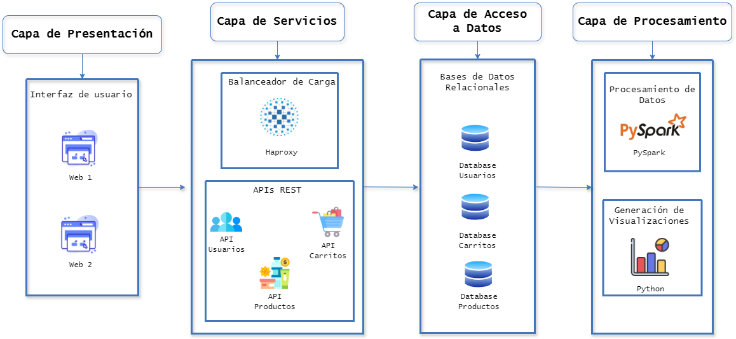 Capa de Presentación
Capa de Servicios
Capa de Acceso
a Datos
Capa de Procesamiento
Interfaz de usuario
Web 1
Web 2
Balanceador de Carga
Haproxy
APIs REST
API
Usuarios
API
Carritos
API
Productos
Bases de Datos
Relacionales
Database
Usuarios
Database
Carritos
Database
Productos
Procesamiento de
Datos
PySpark
PySpark
Generación de
Visualizaciones
Python